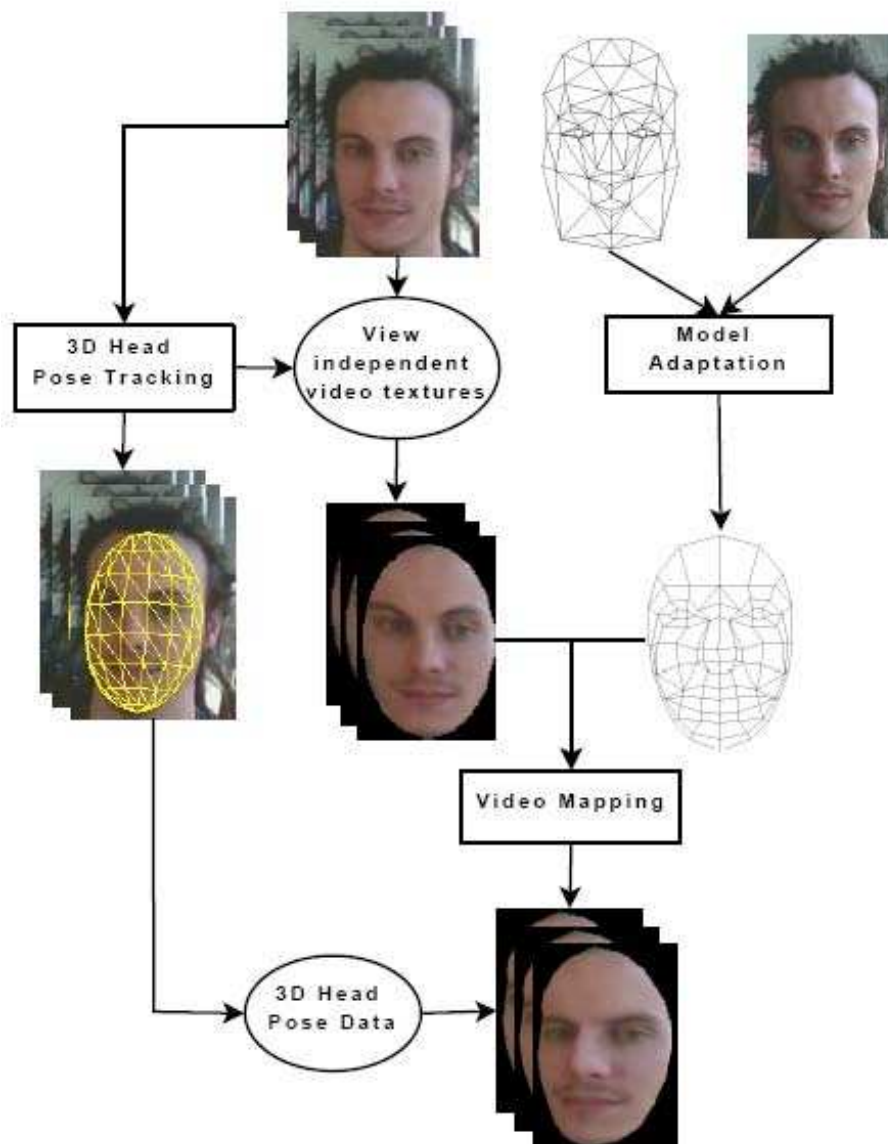 3D Head
Pose Tracking
View
independent
video textures
Model
Adaptation
Video Mapping
3D Head
Pose Data